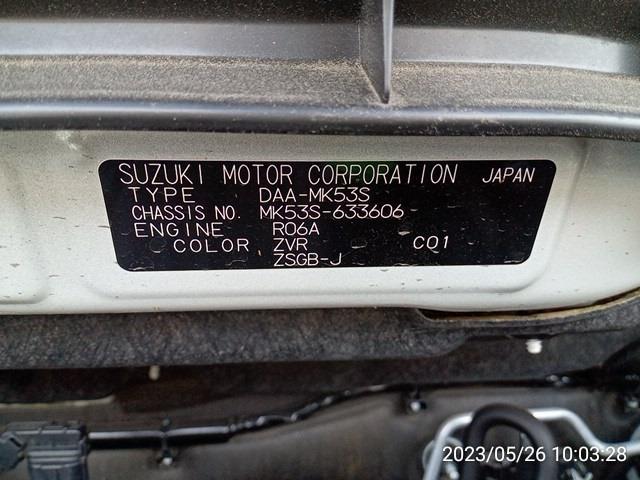 SUZUKI MOTOR CORPORATION JAPAN
TYPE DAA-MK53S
CHASSIS NO. MK53S-633606
ENGINE R06A
COLOR ZVR CQ1
ZSGB-J
2023/05/26 10:03:28